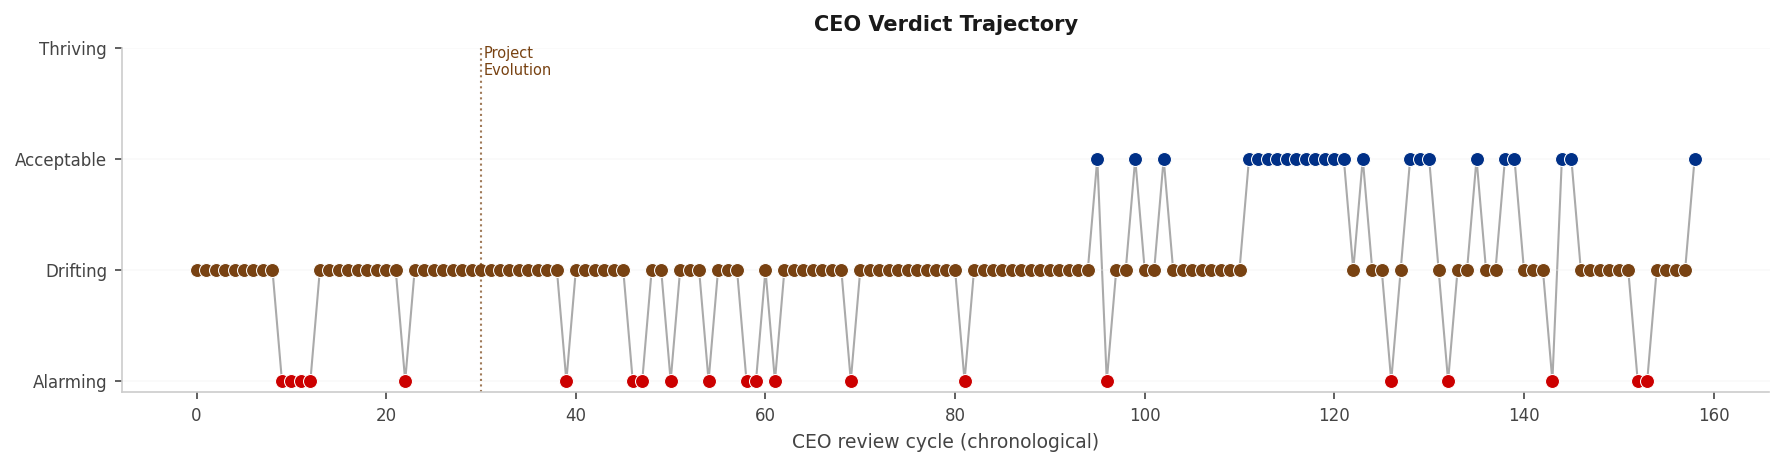 CEO Verdict Trajectory
Thriving
Project
Evolution
Acceptable
Drifting
Alarming
0 20 40 60 80 100 120 140 160
CEO review cycle (chronological)